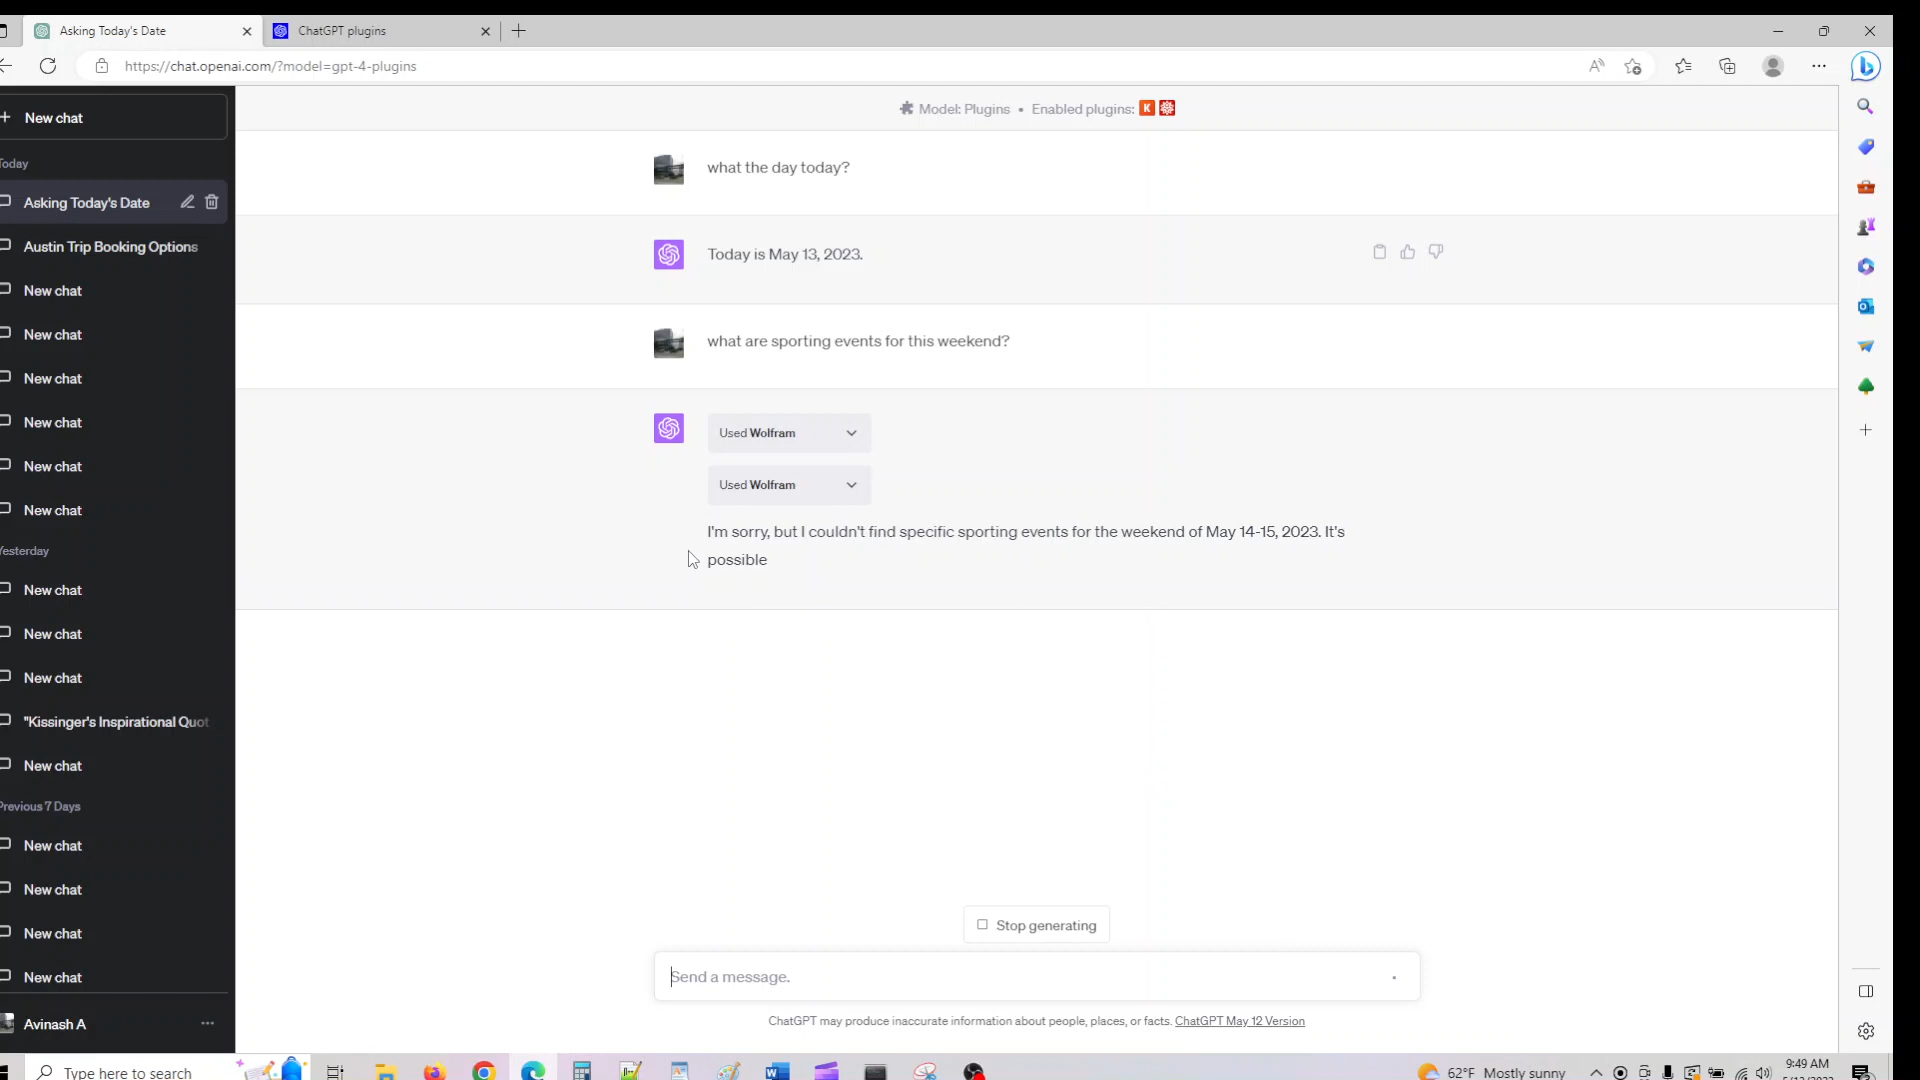 Asking Today's Date
ChatGPT plugins
https://chat.openai.com/?model=gpt-4-plugins
New chat
Today
Asking Today's Date
Austin Trip Booking Options
New chat
New chat
New chat
New chat
New chat
New chat
Yesterday
New chat
New chat
New chat
"Kissinger's Inspirational Quot
New chat
Previous 7 Days
New chat
New chat
New chat
New chat
Avinash A
Model: Plugins • Enabled plugins: K
what the day today?
Today is May 13, 2023.
what are sporting events for this weekend?
Used Wolfram
Used Wolfram
I'm sorry, but I couldn't find specific sporting events for the weekend of May 14-15, 2023. It's
possible
Stop generating
Send a message.
ChatGPT may produce inaccurate information about people, places, or facts. ChatGPT May 12 Version
Type here to search
62°F Mostly sunny
9:49 AM